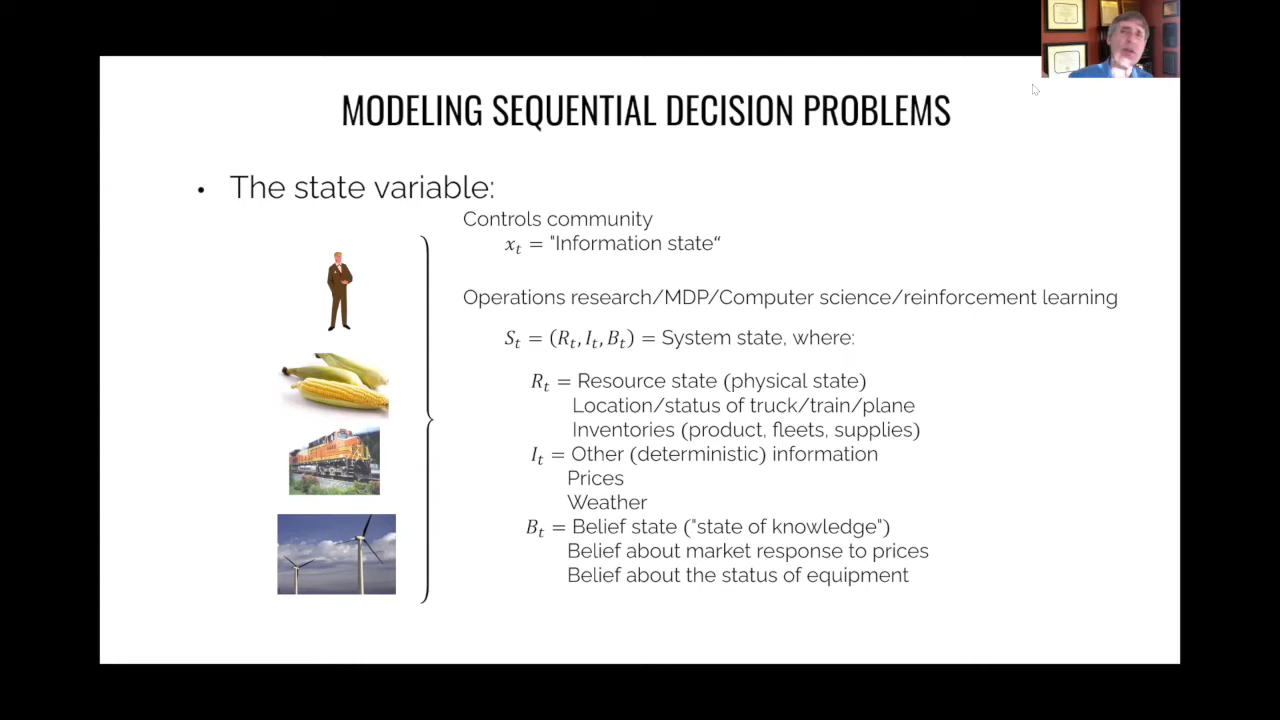 MODELING SEQUENTIAL DECISION PROBLEMS
• The state variable:
Controls community
x_t = "Information state“
Operations research/MDP/Computer science/reinforcement learning
S_t = (R_t, I_t, B_t) = System state, where:
R_t = Resource state (physical state)
Location/status of truck/train/plane
Inventories (product, fleets, supplies)
I_t = Other (deterministic) information
Prices
Weather
B_t = Belief state ("state of knowledge")
Belief about market response to prices
Belief about the status of equipment